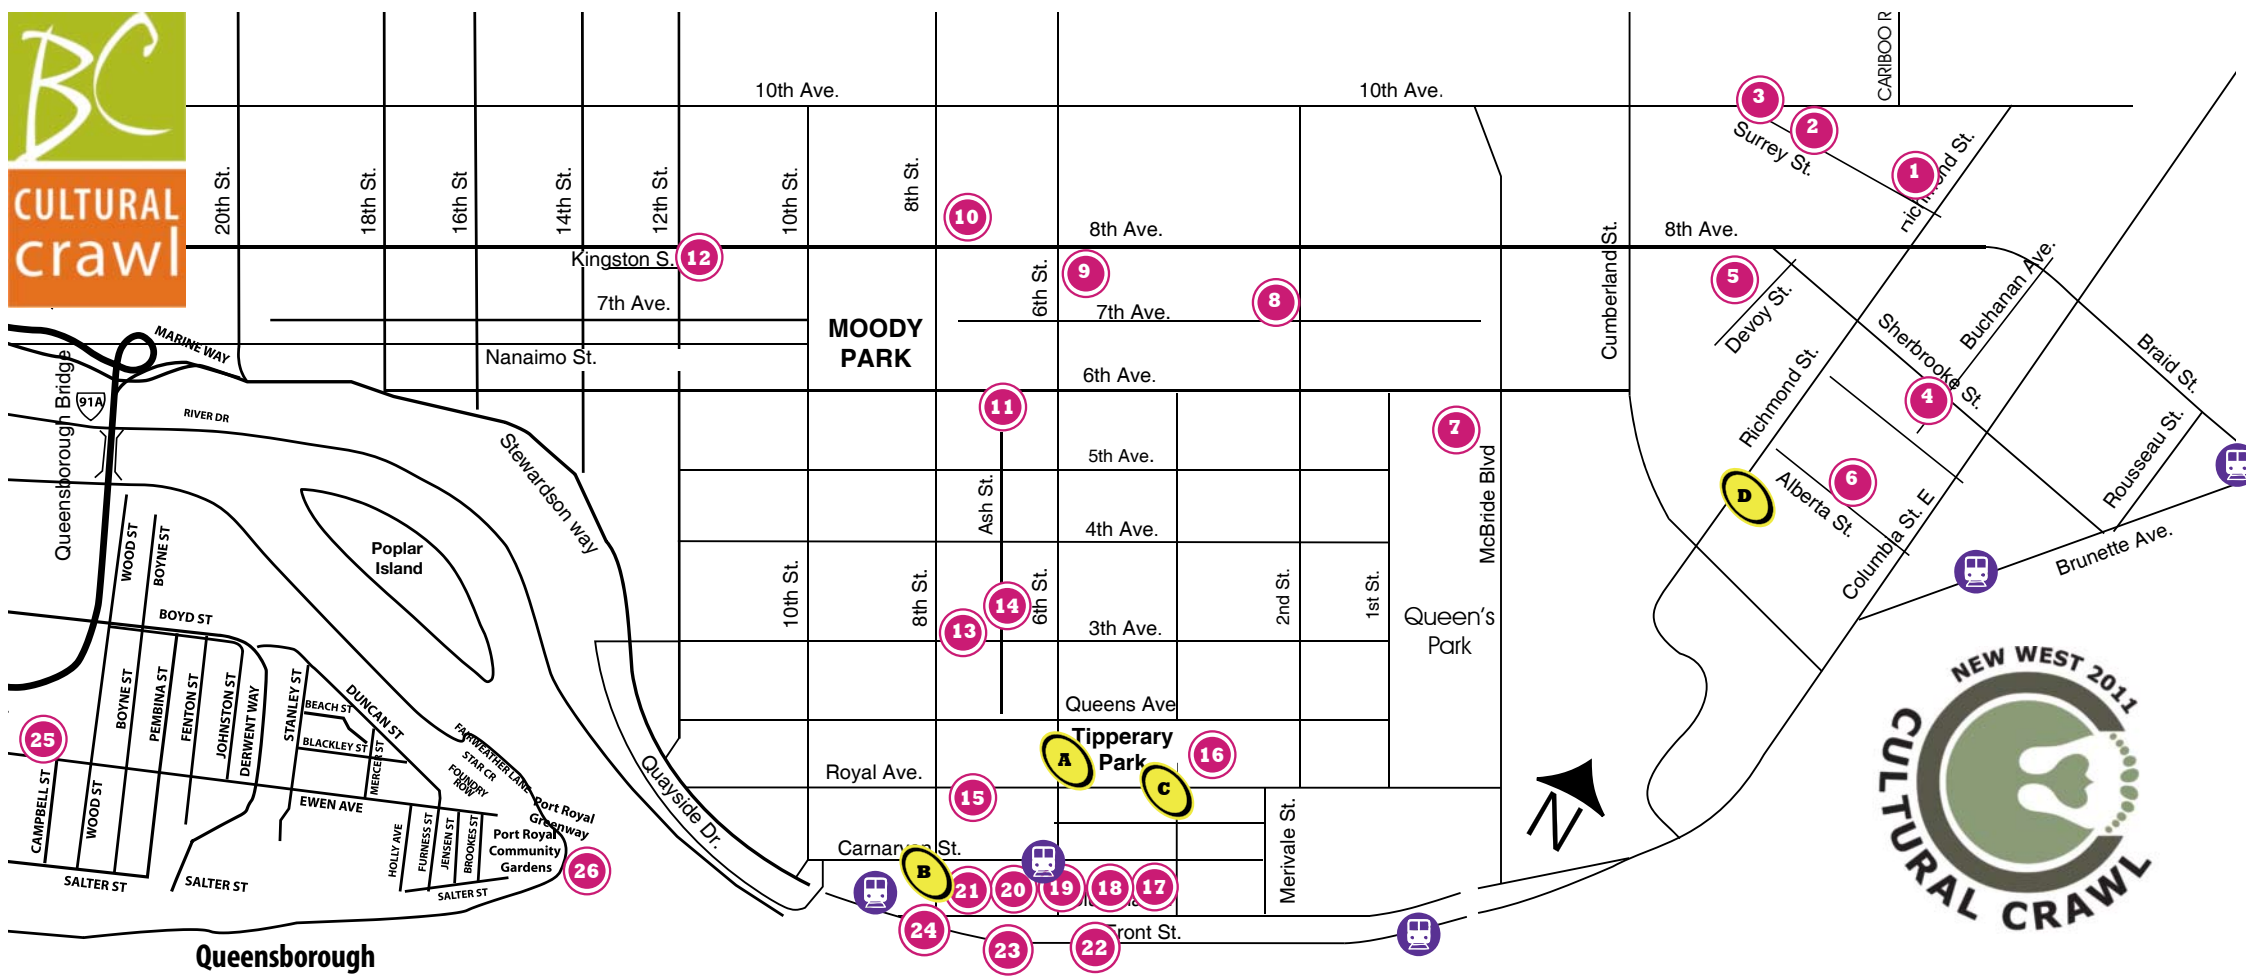 BC
CULTURAL
crawl
10th Ave.
10th Ave.
CARIBOO R
3
2
1
Surrey St.
20th St.
18th St.
16th St
14th St.
12th St.
10th St.
8th St.
10
8th Ave.
8th Ave.
Cumberland St.
Kingston S.
12
9
8
5
6th St.
7th Ave.
7th Ave.
Devoy St.
Buchanan Ave.
Sherbrooke St.
Braid St.
MOODY
PARK
MARINE WAY
Nanaimo St.
6th Ave.
Richmond St.
Queensborough Bridge
91A
RIVER DR
11
7
4
Stewardson way
5th Ave.
Ash St.
McBride Blvd
D
6
Alberta St.
Rousseau St.
Columbia St. E
Brunette Ave.
4th Ave.
WOOD ST
BOYNE ST
Poplar
Island
10th St.
8th St.
14
6th St.
2nd St.
1st St.
13
3th Ave.
Queen's
Park
BOYD ST
BOYNE ST
PEMBINA ST
FENTON ST
JOHNSTON ST
DERWENT WAY
STANLEY ST
BEACH ST
DUNCAN ST
BLACKLEY ST
MERCER ST
FAIRWEATHER LANE
STAR CR
FOUNDRY
ROW
Queens Ave
Tipperary
Park
A
C
16
25
Royal Ave.
15
Quayside Dr.
Merivale St.
N
CAMPBELL ST
WOOD ST
EWEN AVE
Port Royal
Greenway
Port Royal
Community
Gardens
HOLLY AVE
FURNESS ST
JENSEN ST
BROOKES ST
26
SALTER ST
SALTER ST
SALTER ST
Carnarvon St.
B
21
20
19
18
17
24
23
22
Front St.
Queensborough
NEW WEST 2011
CULTURAL CRAWL